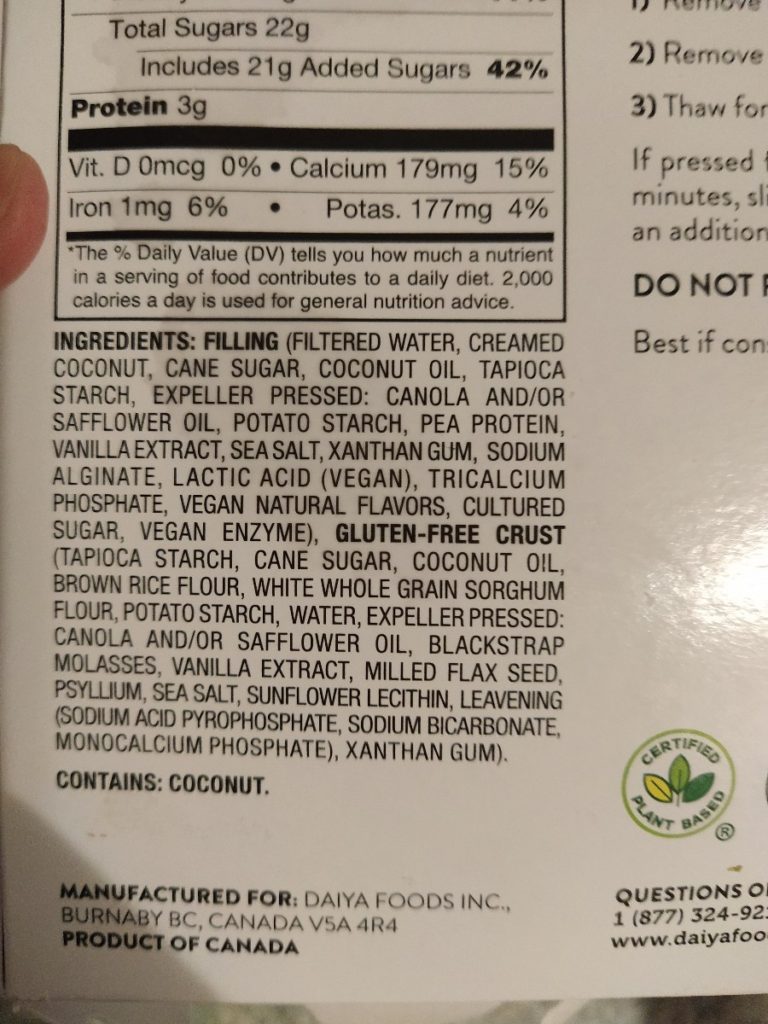 Total Sugars 22g
Includes 21g Added Sugars 42%
Protein 3g
Vit. D 0mcg 0% • Calcium 179mg 15%
Iron 1mg 6% • Potas. 177mg 4%
*The % Daily Value (DV) tells you how much a nutrient
in a serving of food contributes to a daily diet. 2,000
calories a day is used for general nutrition advice.
INGREDIENTS: FILLING (FILTERED WATER, CREAMED
COCONUT, CANE SUGAR, COCONUT OIL, TAPIOCA
STARCH, EXPELLER PRESSED: CANOLA AND/OR
SAFFLOWER OIL, POTATO STARCH, PEA PROTEIN,
VANILLA EXTRACT, SEA SALT, XANTHAN GUM, SODIUM
ALGINATE, LACTIC ACID (VEGAN), TRICALCIUM
PHOSPHATE, VEGAN NATURAL FLAVORS, CULTURED
SUGAR, VEGAN ENZYME), GLUTEN-FREE CRUST
(TAPIOCA STARCH, CANE SUGAR, COCONUT OIL,
BROWN RICE FLOUR, WHITE WHOLE GRAIN SORGHUM
FLOUR, POTATO STARCH, WATER, EXPELLER PRESSED:
CANOLA AND/OR SAFFLOWER OIL, BLACKSTRAP
MOLASSES, VANILLA EXTRACT, MILLED FLAX SEED,
PSYLLIUM, SEA SALT, SUNFLOWER LECITHIN, LEAVENING
(SODIUM ACID PYROPHOSPHATE, SODIUM BICARBONATE,
MONOCALCIUM PHOSPHATE), XANTHAN GUM).
CONTAINS: COCONUT.
MANUFACTURED FOR: DAIYA FOODS INC.,
BURNABY BC, CANADA V5A 4R4
PRODUCT OF CANADA
1) Remove
2) Remove
3) Thaw for
If pressed
minutes,
an addition
DO NOT
Best if
CERTIFIED
PLANT BASED
®
QUESTIONS
1 (877) 324-92
www.daiyafoo